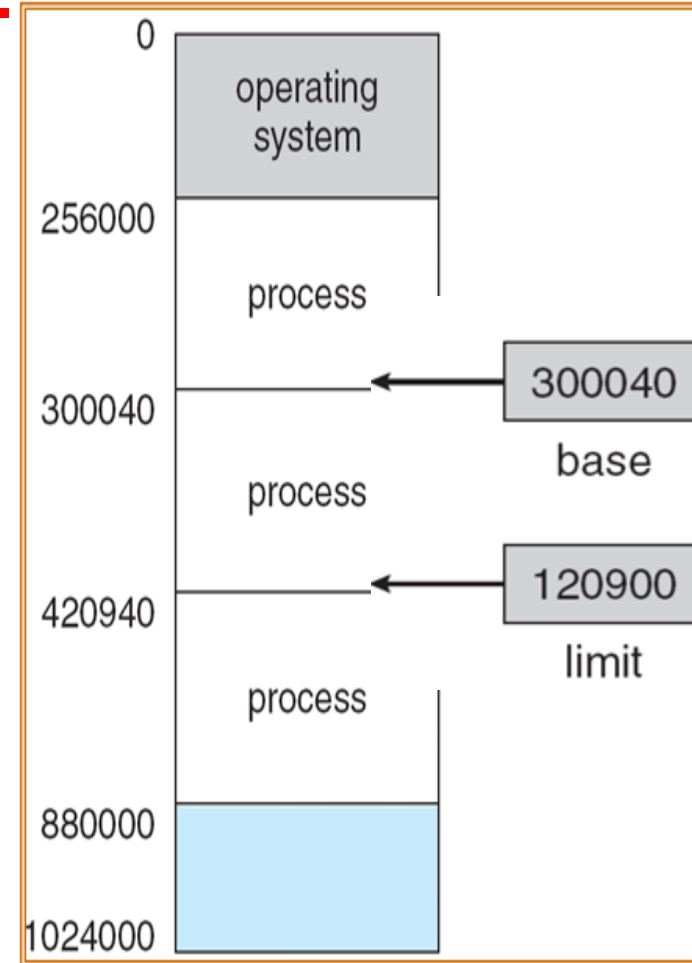 0
operating
system
256000
process
300040
base
300040
process
120900
limit
420940
process
880000
1024000